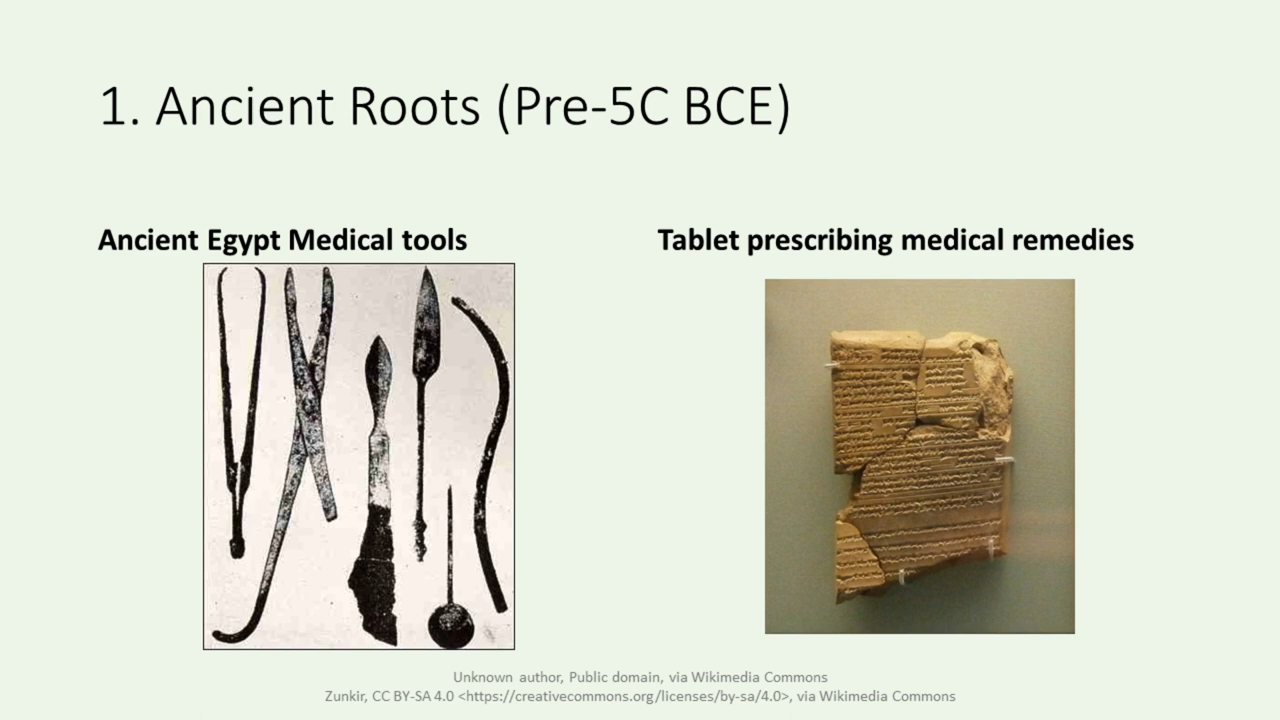 1. Ancient Roots (Pre-5C BCE)
Ancient Egypt Medical tools
Tablet prescribing medical remedies
Unknown author, Public domain, via Wikimedia Commons
Zunkir, CC BY-SA 4.0 <https://creativecommons.org/licenses/by-sa/4.0>, via Wikimedia Commons